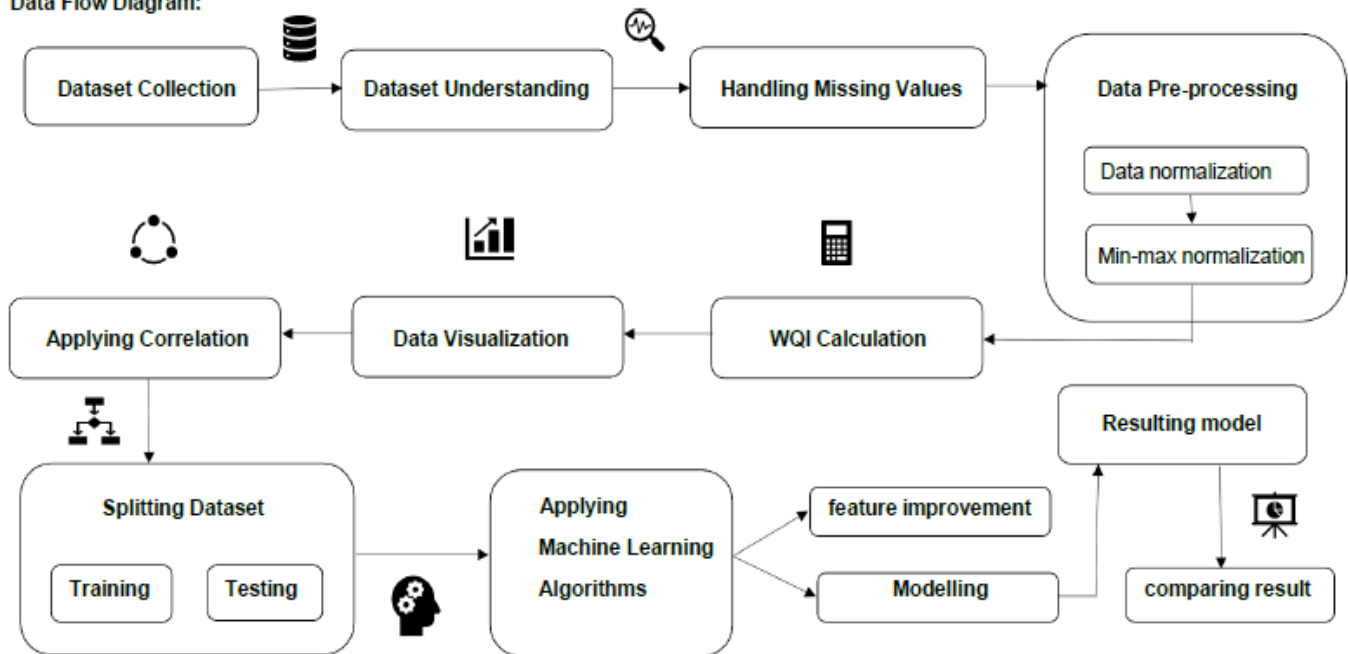 Data Flow Diagram:
Dataset Collection
Dataset Understanding
Handling Missing Values
Data Pre-processing
Data normalization
Min-max normalization
WQI Calculation
Data Visualization
Applying Correlation
Splitting Dataset
Training
Testing
Applying
Machine Learning
Algorithms
feature improvement
Modelling
Resulting model
comparing result